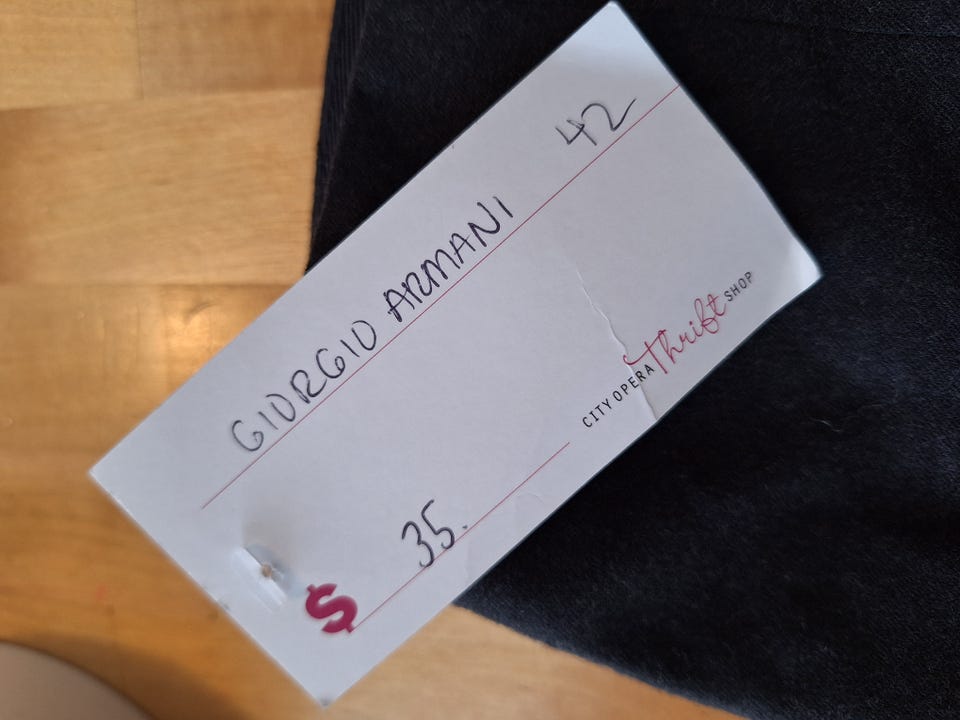 GIORGIO ARMANI 42
$ 35.
CITY OPERA Thrift SHOP